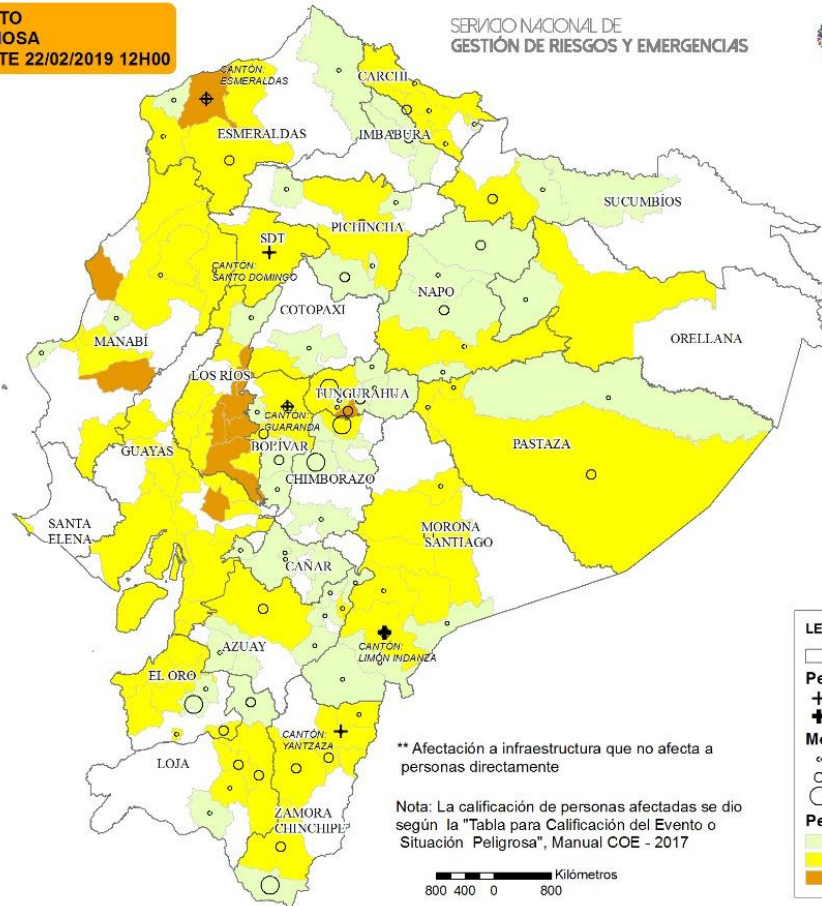 TO
OSA
TE 22/02/2019 12H00
SERVICIO NACIONAL DE
GESTIÓN DE RIESGOS Y EMERGENCIAS
CANTÓN:
ESMERALDAS
CARCHI
ESMERALDAS
IMBABURA
SUCUMBÍOS
PICHINCHA
SDT
CANTÓN:
SANTO DOMINGO
NAPO
COTOPAXI
ORELLANA
MANABÍ
LOS RÍOS
TUNGURAHUA
CANTÓN:
GUARANDA
PASTAZA
GUAYAS
BOLÍVAR
CHIMBORAZO
SANTA
ELENA
MORONA
SANTIAGO
CAÑAR
AZUAY
CANTÓN:
LIMÓN INDANZA
EL ORO
CANTÓN:
YANTZAZA
LOJA
ZAMORA
CHINCHIPE
** Afectación a infraestructura que no afecta a
personas directamente
Nota: La calificación de personas afectadas se dio
según la "Tabla para Calificación del Evento o
Situación Peligrosa", Manual COE - 2017
Kilómetros
800 400 0 800
LE
Pe
Pe